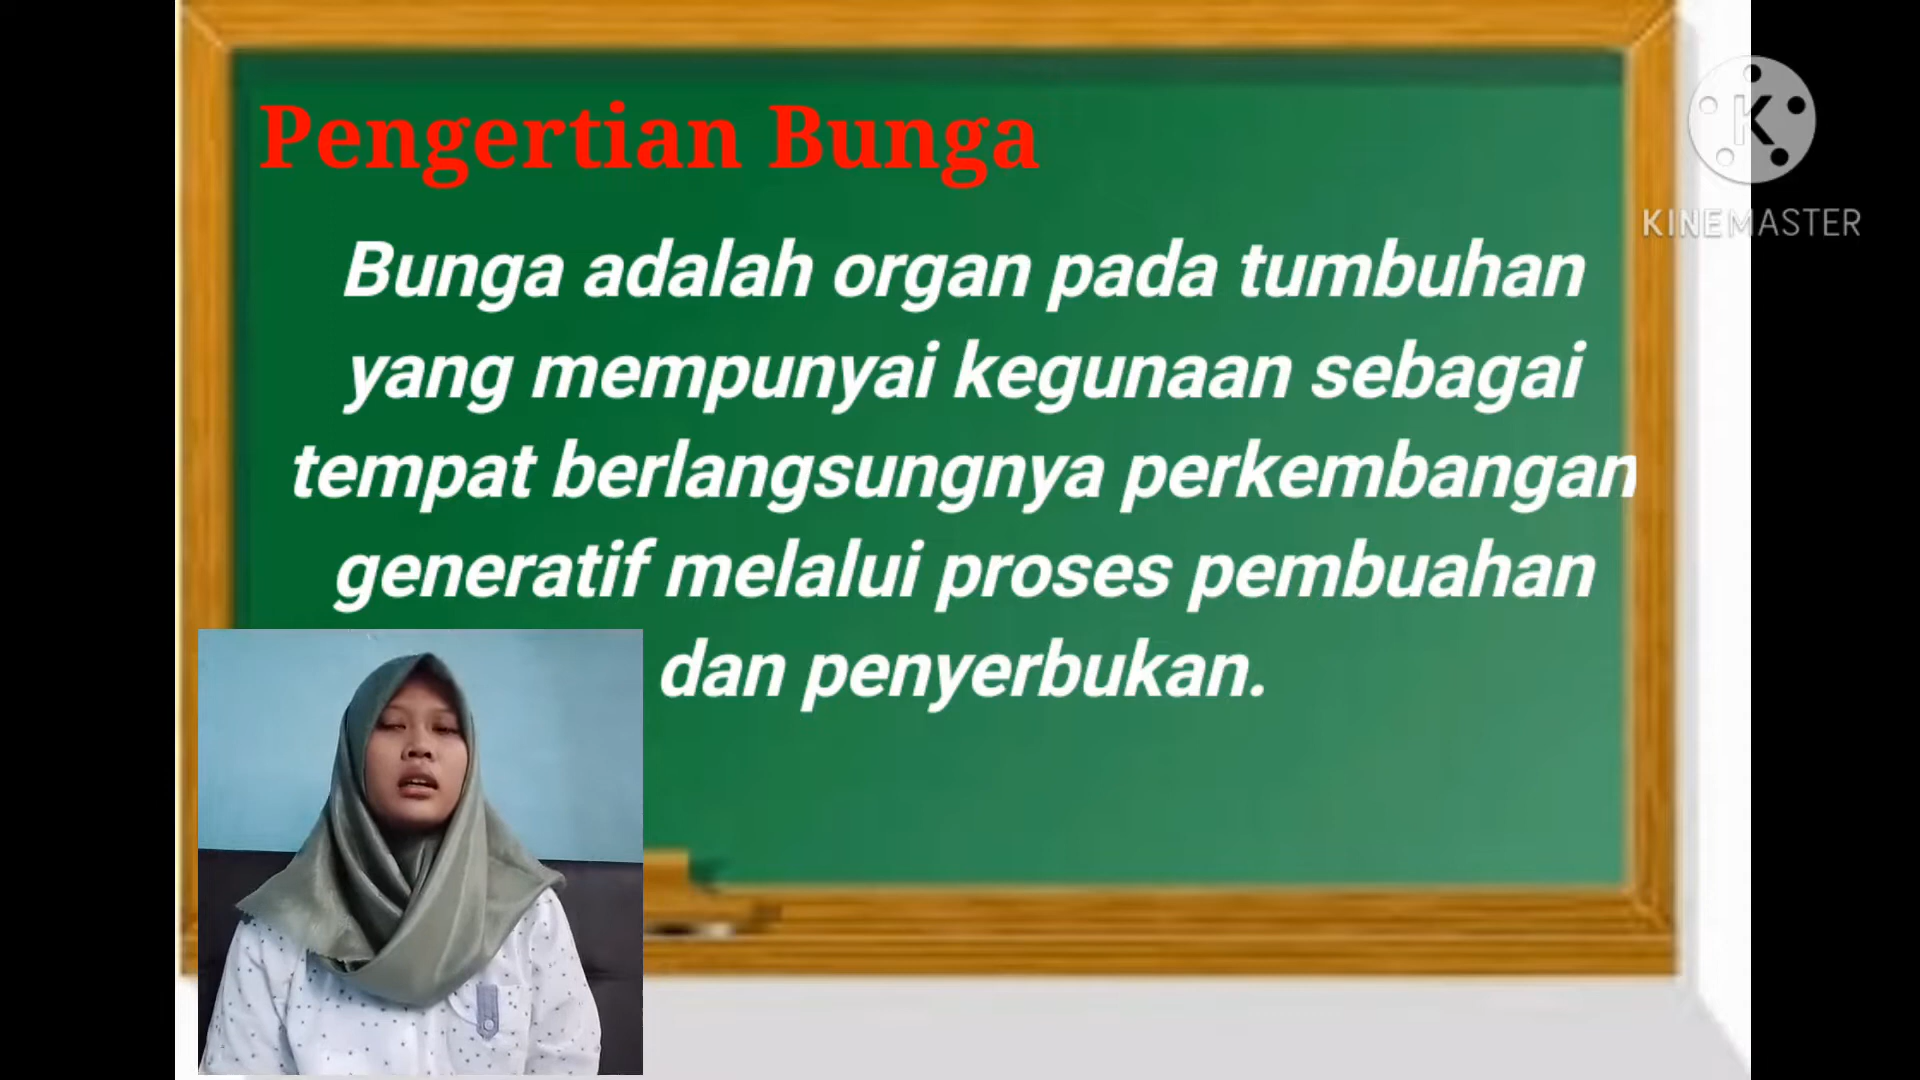 Pengertian Bunga
Bunga adalah organ pada tumbuhan
yang mempunyai kegunaan sebagai
tempat berlangsungnya perkembangan
generatif melalui proses pembuahan
dan penyerbukan.
K
KINEMASTER